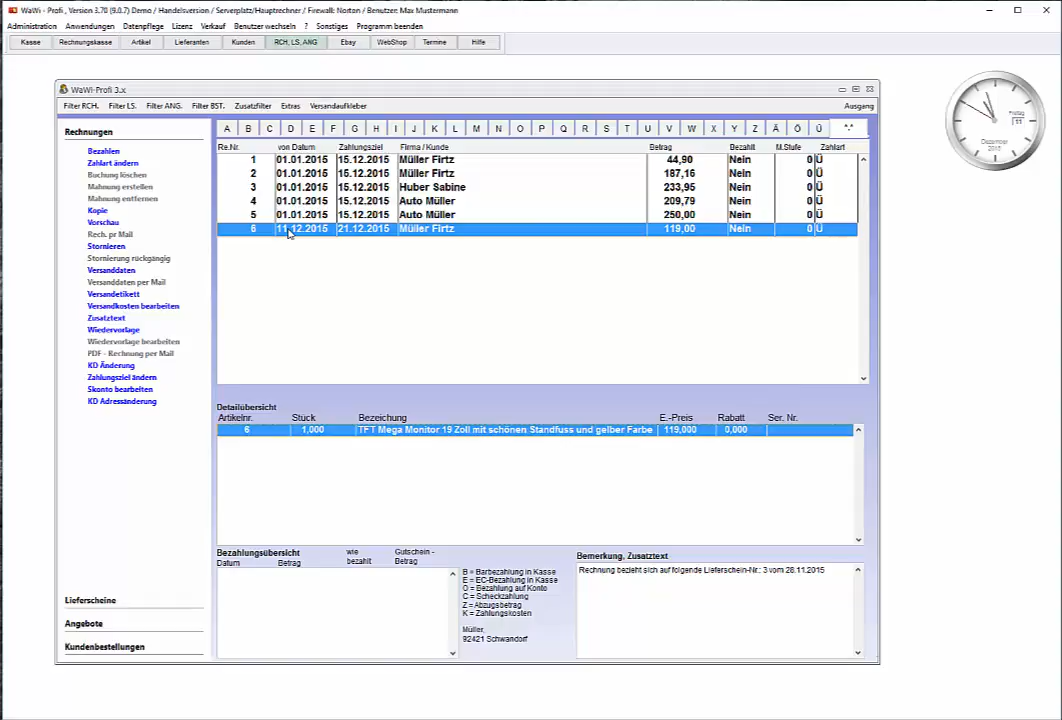 WaWi - Profi , Version 3.70 (9.0.7) Demo / Handelsversion / Serverplatz/Hauptrechner / Firewall: Norton / Benutzer: Max Mustermann
Administration Anwendungen Datenpflege Lizenz Verkauf Benutzer wechseln ? Sonstiges Programm beenden
Kasse Rechnungskasse Artikel Lieferanten Kunden RCH, LS, ANG Ebay WebShop Termine Hilfe
WaWi-Profi 3.x
Filter RCH. Filter LS. Filter ANG. Filter BST. Zusatzfilter Extras Versandaufkleber Ausgang
Rechnungen
Bezahlen
Zahlart ändern
Buchung löschen
Mahnung erstellen
Mahnung entfernen
Kopie
Vorschau
Rech. pr Mail
Stornieren
Stornierung rückgängig
Versanddaten
Versanddaten per Mail
Versandetikett
Versandkosten bearbeiten
Zusatztext
Wiedervorlage
Wiedervorlage bearbeiten
PDF - Rechnung per Mail
KD Änderung
Zahlungsziel ändern
Skonto bearbeiten
KD Adressänderung
Lieferscheine
Angebote
Kundenbestellungen
A B C D E F G H I J K L M N O P Q R S T U V W X Y Z Ä Ö Ü *.*
Re.Nr. von Datum Zahlungsziel Firma / Kunde Betrag Bezahlt M.Stufe Zahlart
1 01.01.2015 15.12.2015 Müller Firtz 44,90 Nein 0 Ü
2 01.01.2015 15.12.2015 Müller Firtz 187,16 Nein 0 Ü
3 01.01.2015 15.12.2015 Huber Sabine 233,95 Nein 0 Ü
4 01.01.2015 15.12.2015 Auto Müller 209,79 Nein 0 Ü
5 01.01.2015 15.12.2015 Auto Müller 250,00 Nein 0 Ü
6 11.12.2015 21.12.2015 Müller Firtz 119,00 Nein 0 Ü
Detailübersicht
Artikelnr. Stück Bezeichung E.-Preis Rabatt Ser. Nr.
6 1,000 TFT Mega Monitor 19 Zoll mit schönen Standfuss und gelber Farbe 119,000 0,000
Bezahlungsübersicht wie Gutschein -
Datum Betrag bezahlt Betrag
B = Barbezahlung in Kasse
E = EC-Bezahlung in Kasse
O = Bezahlung auf Konto
C = Scheckzahlung
Z = Abzugsbetrag
K = Zahlungskosten
Müller,
92421 Schwandorf
Bemerkung, Zusatztext
Rechnung bezieht sich auf folgende Lieferschein-Nr.: 3 vom 28.11.2015
Freitag
11
Dezember
2015